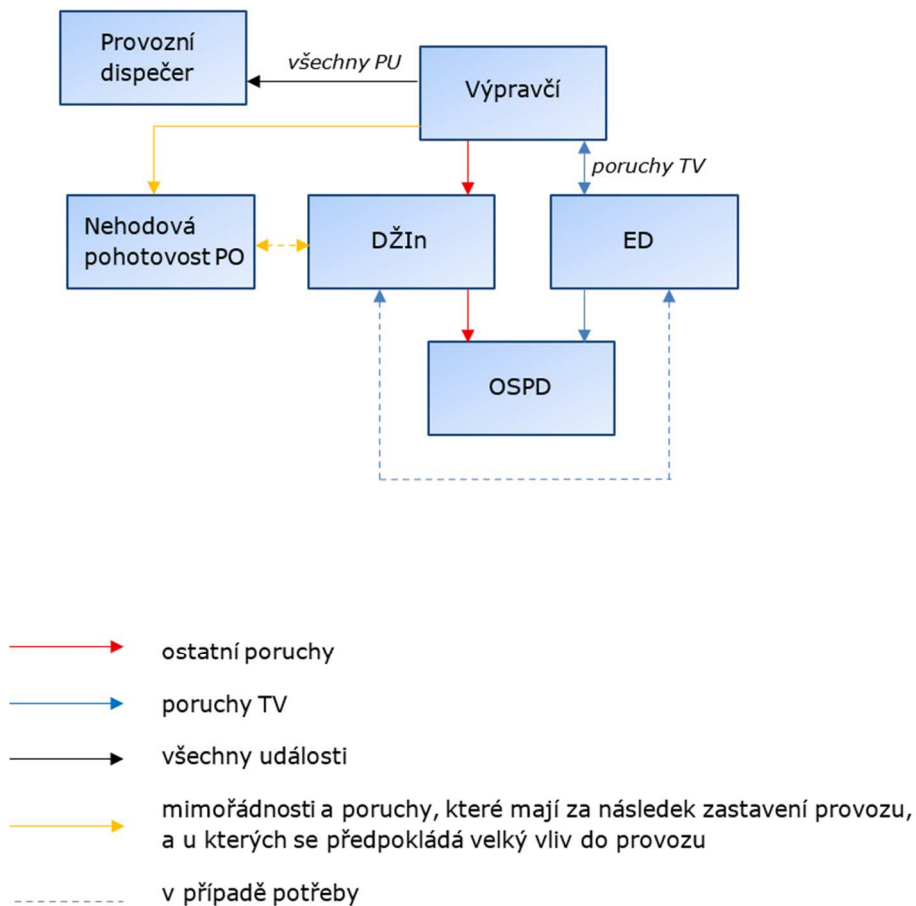 Provozní
dispečer
všechny PU
Výpravčí
poruchy TV
Nehodová
pohotovost PO
DŽIn
ED
OSPD
ostatní poruchy
poruchy TV
všechny události
mimořádnosti a poruchy, které mají za následek zastavení provozu,
a u kterých se předpokládá velký vliv do provozu
v případě potřeby